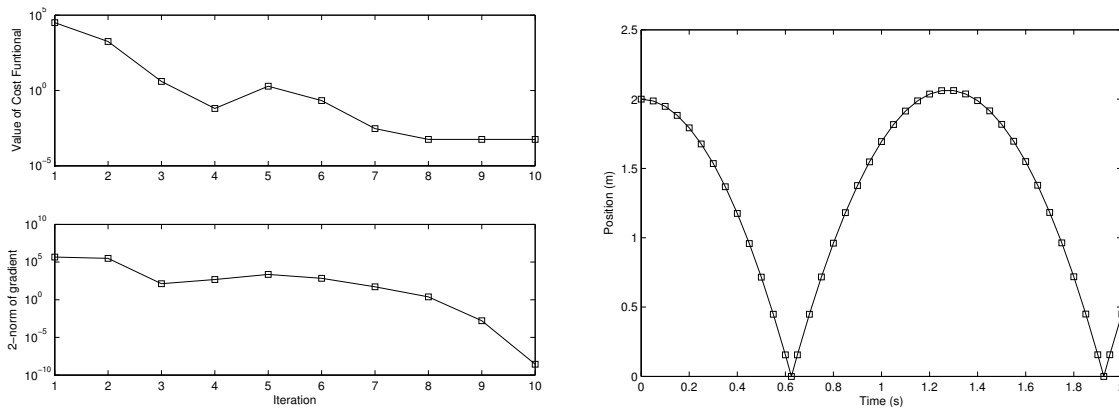 10^5
10^0
10^-5
Value of Cost Funtional
1 2 3 4 5 6 7 8 9 10
10^10
10^5
10^0
10^-5
10^-10
2-norm of gradient
1 2 3 4 5 6 7 8 9 10
Iteration
2.5
2
1.5
1
0.5
0
Position (m)
0 0.2 0.4 0.6 0.8 1 1.2 1.4 1.6 1.8
Time (s)